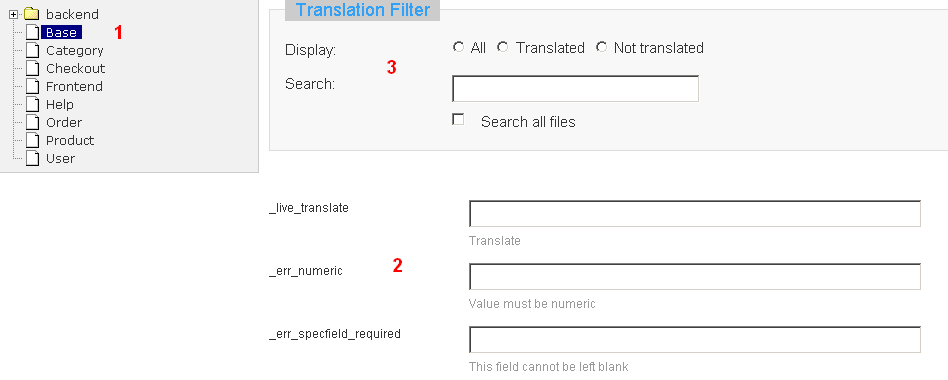 backend
Base
1
Category
Checkout
Frontend
Help
Order
Product
User
Translation Filter
Display:
All Translated Not translated
3
Search:
Search all files
_live_translate
Translate
_err_numeric
2
Value must be numeric
_err_specfield_required
This field cannot be left blank